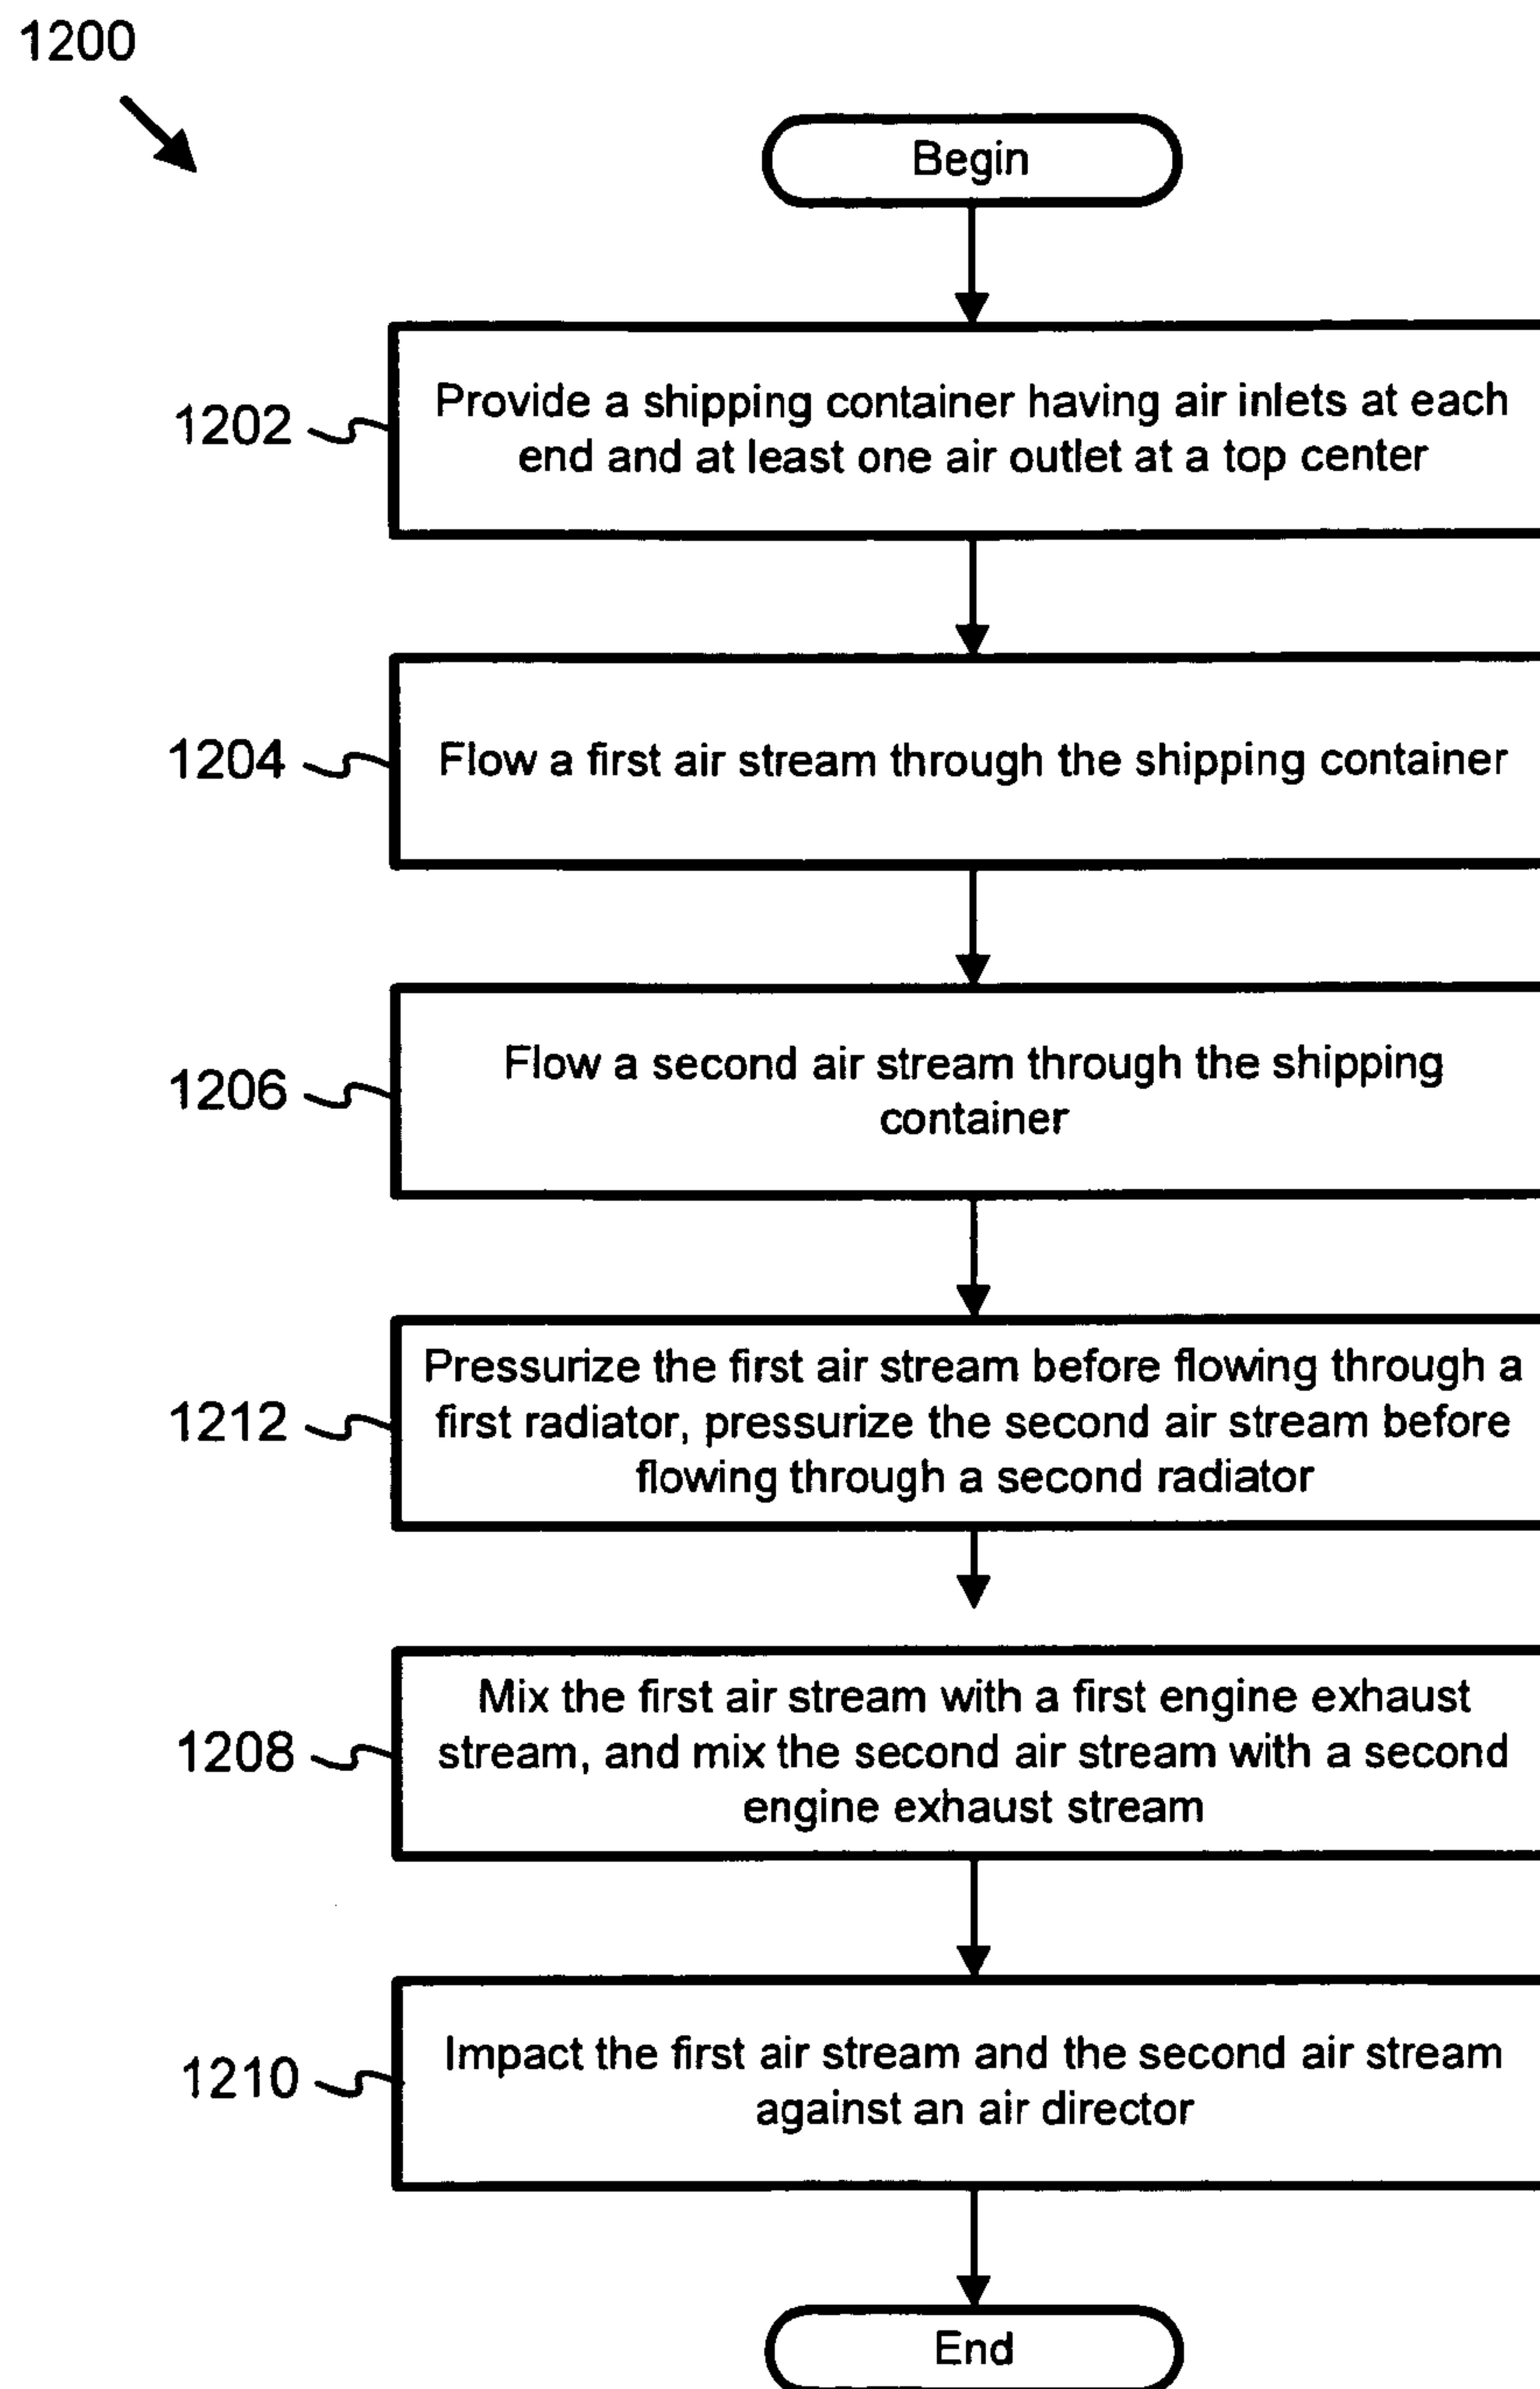 1200
Begin
1202
Provide a shipping container having air inlets at each
end and at least one air outlet at a top center
1204
Flow a first air stream through the shipping container
1206
Flow a second air stream through the shipping
container
1212
Pressurize the first air stream before flowing through a
first radiator, pressurize the second air stream before
flowing through a second radiator
1208
Mix the first air stream with a first engine exhaust
stream, and mix the second air stream with a second
engine exhaust stream
1210
Impact the first air stream and the second air stream
against an air director
End